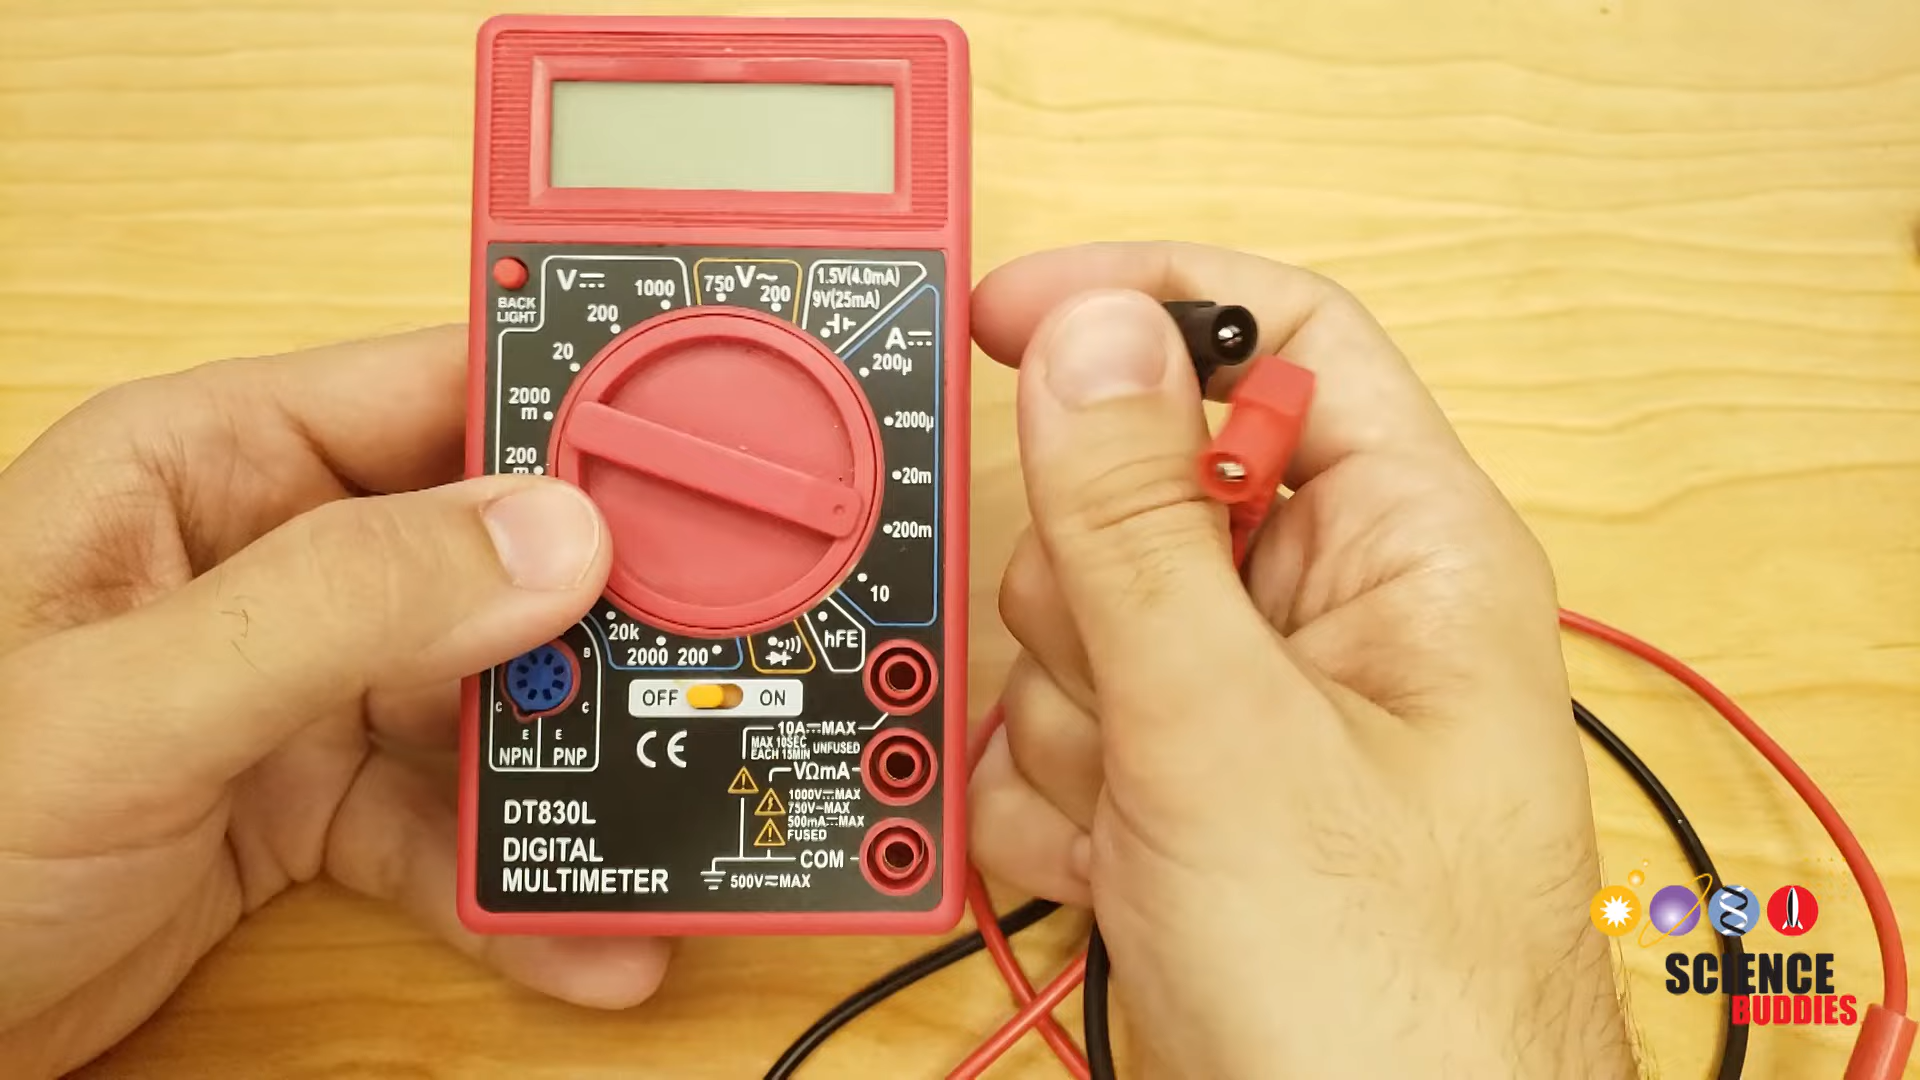 BACK
LIGHT
V
1000
200
20
2000
m
200
m
750 V~
200
1.5V(4.0mA)
9V(25mA)
A
200µ
2000µ
20m
200m
10
hFE
20k
2000 200
OFF ON
B
C C
E E
NPN PNP
CE
10A MAX
MAX 10SEC
EACH 15MIN UNFUSED
VΩmA
1000V MAX
750V~MAX
500mA MAX
FUSED
COM
500V MAX
DT830L
DIGITAL
MULTIMETER
SCIENCE
BUDDIES